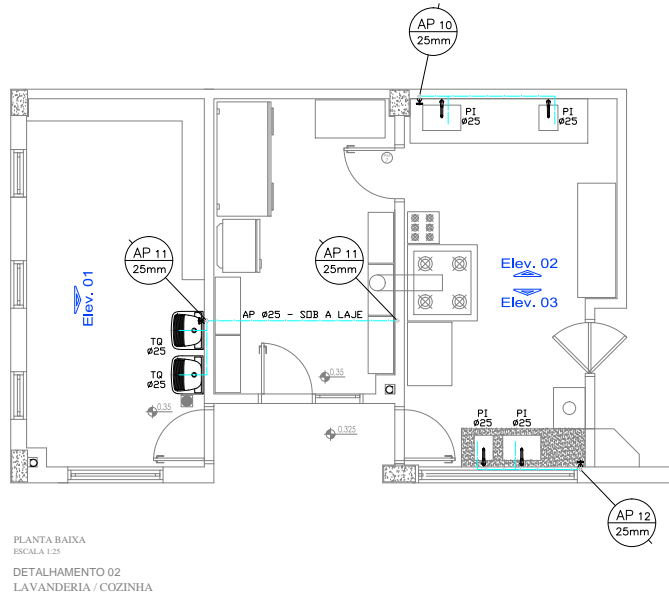 AP 10
25mm
PI
ø25
PI
ø25
AP 11
25mm
AP 11
25mm
Elev. 01
Elev. 02
Elev. 03
AP ø25 - SOB A LAJE
TQ
ø25
TQ
ø25
0.35
0.35
0.325
PI
ø25
PI
ø25
AP 12
25mm
PLANTA BAIXA
ESCALA 1:25
DETALHAMENTO 02
LAVANDERIA / COZINHA